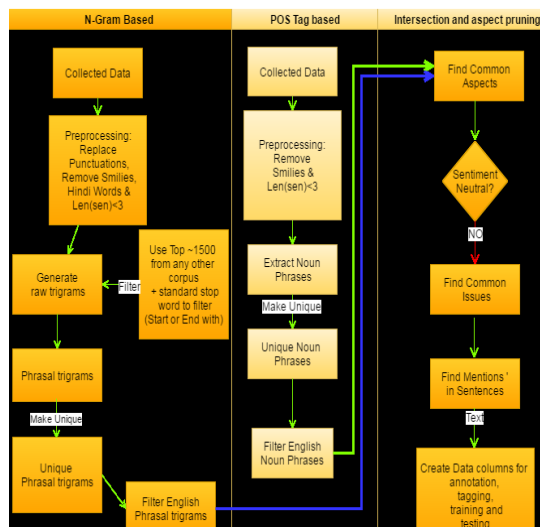 N-Gram Based
Collected Data
Preprocessing:
Replace
Punctuations,
Remove Smilies,
Hindi Words &
Len(sen)<3
Generate
raw trigrams
Filter
Use Top ~1500
from any other
corpus
+ standard stop
word to filter
(Start or End with)
Phrasal trigrams
Make Unique
Unique
Phrasal trigrams
Filter English
Phrasal trigrams
POS Tag based
Collected Data
Preprocessing:
Remove
Smilies &
Len(sen)<3
Extract Noun
Phrases
Make Unique
Unique Noun
Phrases
Filter English
Noun Phrases
Intersection and aspect pruning
Find Common
Aspects
Sentiment
Neutral?
NO
Find Common
Issues
Find Mentions '
in Sentences
Text
Create Data columns for
annotation,
tagging,
training and
testing